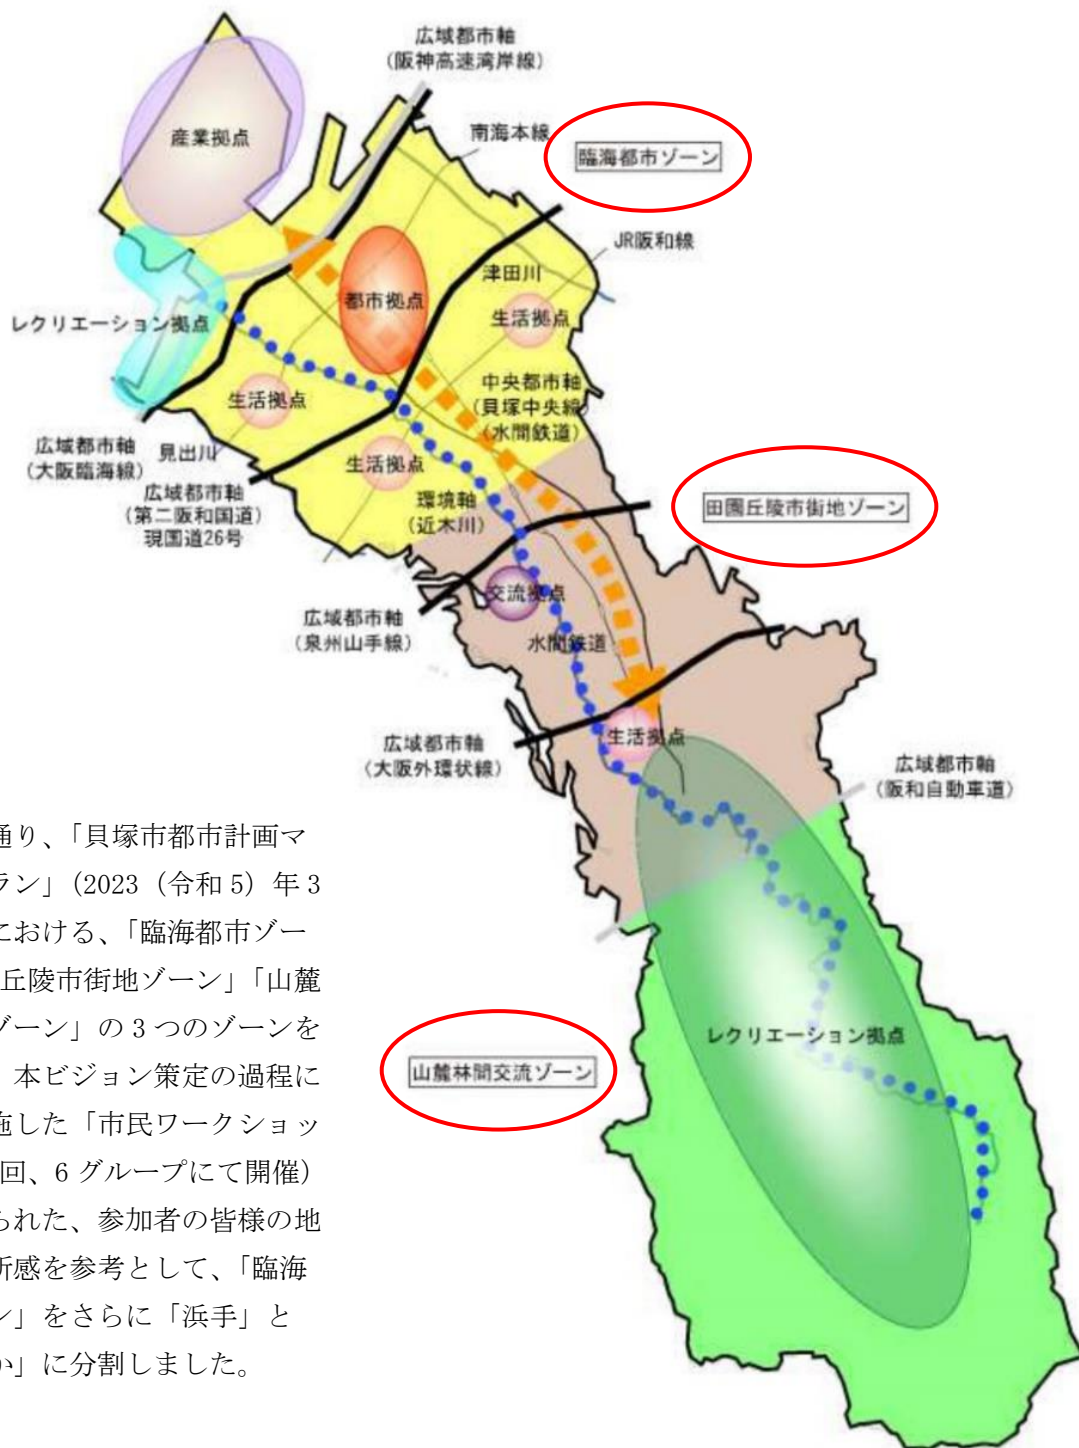 広域都市軸
（阪神高速湾岸線）
産業拠点
南海本線
臨海都市ゾーン
JR阪和線
津田川
都市拠点
生活拠点
レクリエーション拠点
中央都市軸
（貝塚中央線）
（水間鉄道）
生活拠点
広域都市軸
（大阪臨海線）
見出川
生活拠点
広域都市軸
（第二阪和国道）
現国道26号
環境軸
（近木川）
田園丘陵市街地ゾーン
交流拠点
広域都市軸
（泉州山手線）
水間鉄道
生活拠点
広域都市軸
（大阪外環状線）
広域都市軸
（阪和自動車道）
通り、「貝塚市都市計画マ
ラン」（2023（令和5）年3
における、「臨海都市ゾー
丘陵市街地ゾーン」「山麓
ゾーン」の3つのゾーンを
本ビジョン策定の過程に
施した「市民ワークショッ
回、6グループにて開催）
られた、参加者の皆様の地
所感を参考として、「臨海
ン」をさらに「浜手」と
か」に分割しました。
レクリエーション拠点
山麓林間交流ゾーン